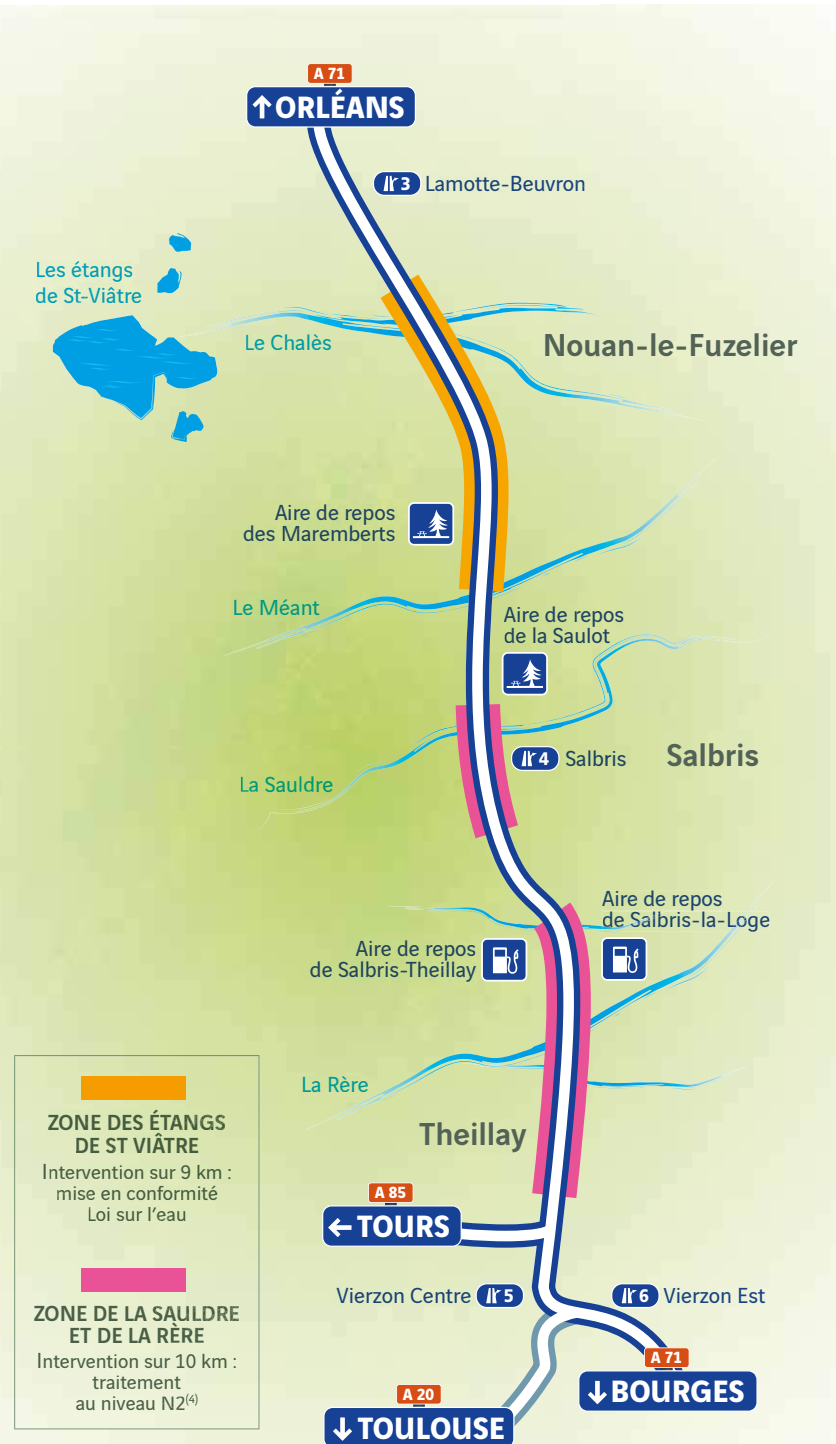 A 71
↑ ORLÉANS
3 Lamotte-Beuvron
Les étangs
de St-Viâtre
Le Chalès
Nouan-le-Fuzelier
Aire de repos
des Maremberts
Le Méant
Aire de repos
de la Saulot
4 Salbris
Salbris
La Sauldre
Aire de repos
de Salbris-la-Loge
Aire de repos
de Salbris-Theillay
La Rère
Theillay
ZONE DES ÉTANGS
DE ST VIÂTRE
Intervention sur 9 km :
mise en conformité
Loi sur l'eau
ZONE DE LA SAULDRE
ET DE LA RÈRE
Intervention sur 10 km :
traitement
au niveau N2(4)
A 85
← TOURS
Vierzon Centre 5
6 Vierzon Est
A 71
↓ BOURGES
A 20
↓ TOULOUSE